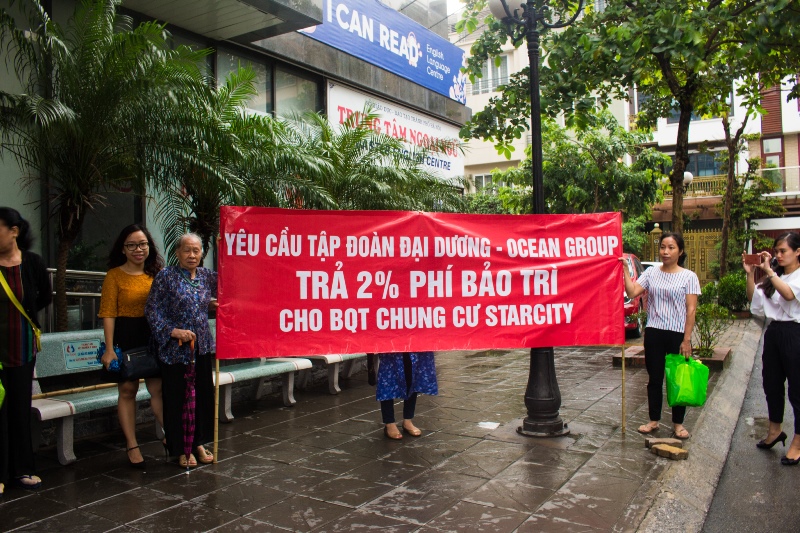 I CAN READ
English
Language
Centre
TRUNG TÂM NGOẠI NGỮ
CENTRE
YÊU CẦU TẬP ĐOÀN ĐẠI DƯƠNG - OCEAN GROUP
TRẢ 2% PHÍ BẢO TRÌ
CHO BQT CHUNG CƯ STARCITY